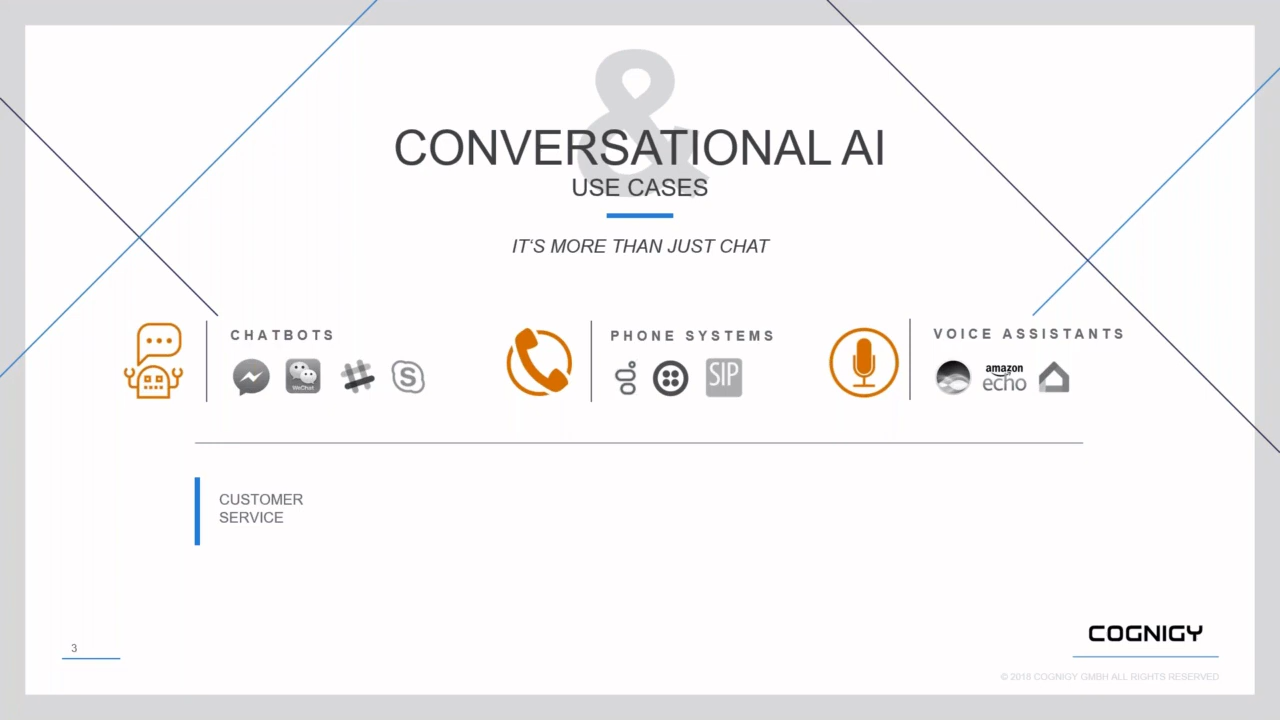 &
CONVERSATIONAL AI
USE CASES
IT'S MORE THAN JUST CHAT
CHATBOTS
WeChat
S
PHONE SYSTEMS
SIP
VOICE ASSISTANTS
amazon
echo
CUSTOMER
SERVICE
3
COGNIGY
© 2018 COGNIGY GMBH ALL RIGHTS RESERVED